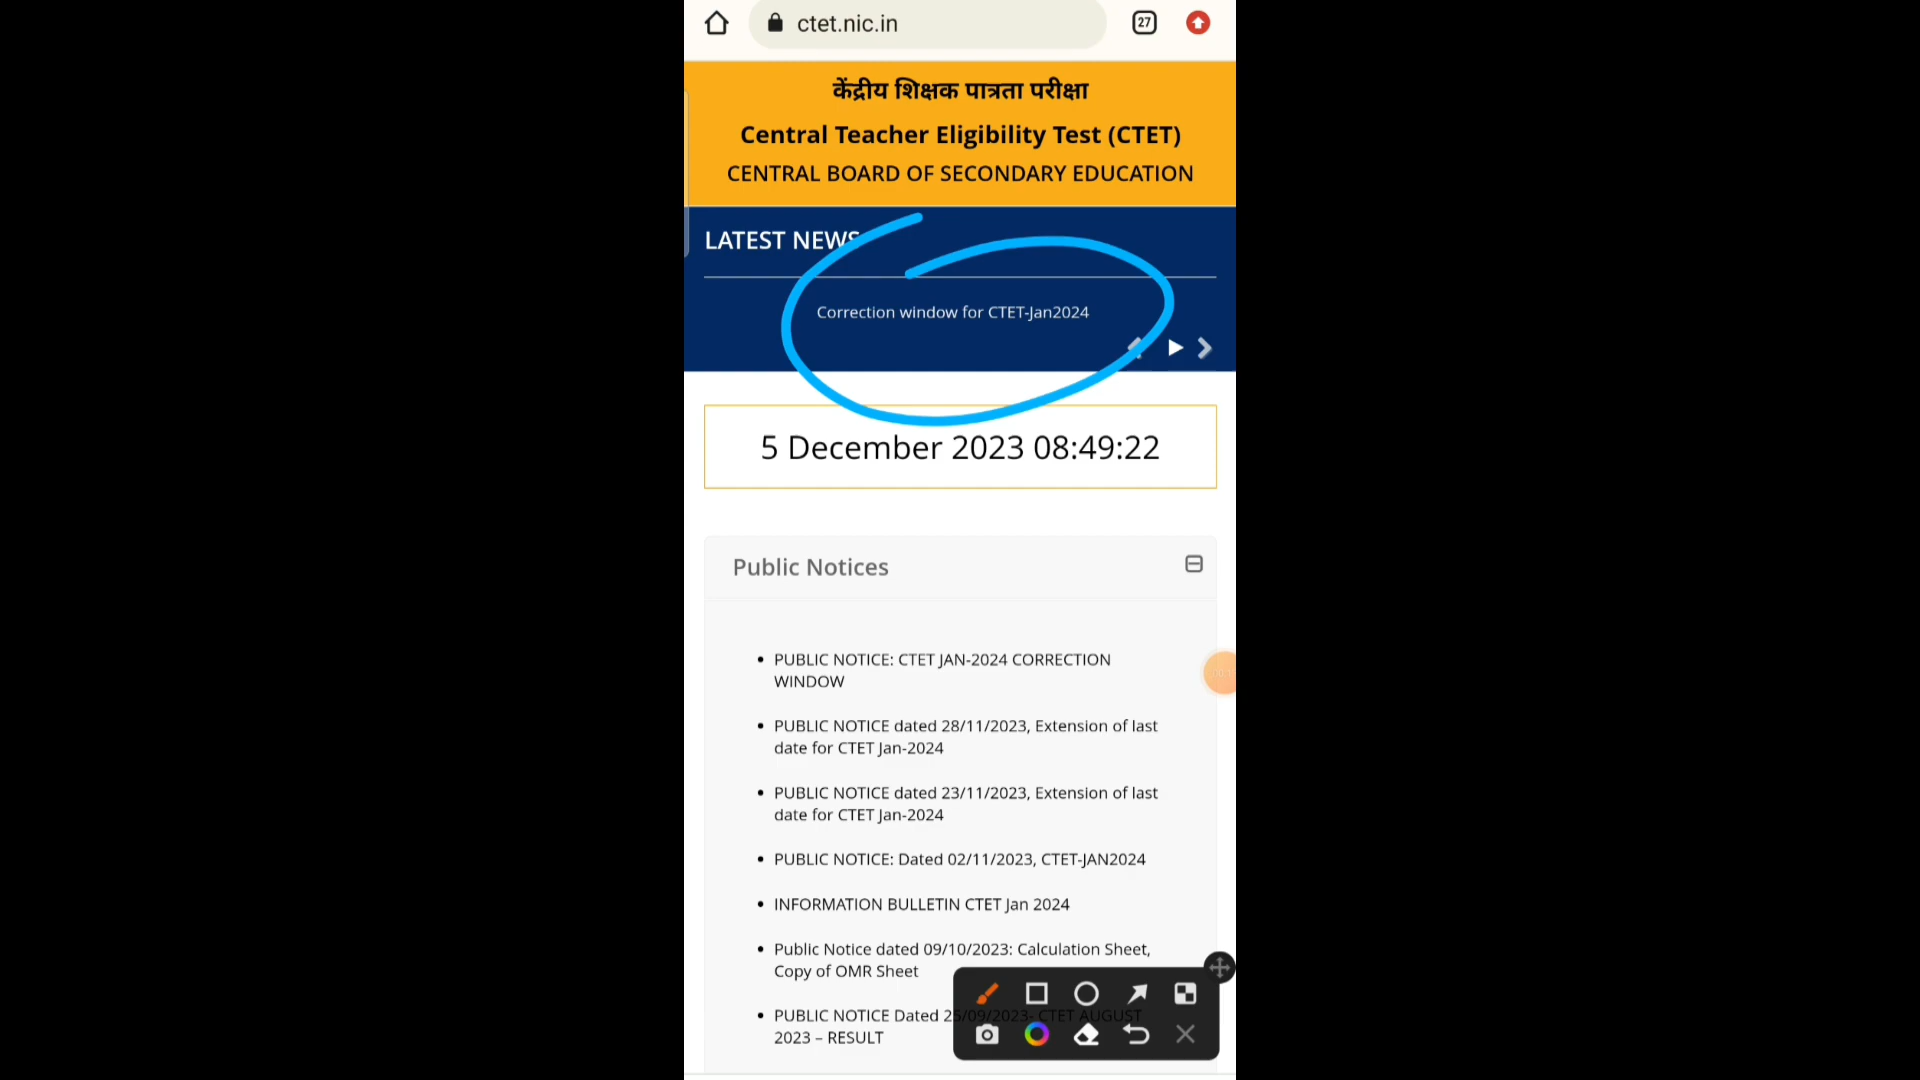 ctet.nic.in
27
केंद्रीय शिक्षक पात्रता परीक्षा
Central Teacher Eligibility Test (CTET)
CENTRAL BOARD OF SECONDARY EDUCATION
LATEST NEWS
Correction window for CTET-Jan2024
5 December 2023 08:49:22
Public Notices
PUBLIC NOTICE: CTET JAN-2024 CORRECTION
WINDOW
PUBLIC NOTICE dated 28/11/2023, Extension of last
date for CTET Jan-2024
PUBLIC NOTICE dated 23/11/2023, Extension of last
date for CTET Jan-2024
PUBLIC NOTICE: Dated 02/11/2023, CTET-JAN2024
INFORMATION BULLETIN CTET Jan 2024
Public Notice dated 09/10/2023: Calculation Sheet,
Copy of OMR Sheet
PUBLIC NOTICE Dated 25/09/2023- CTET AUGUST
2023 – RESULT